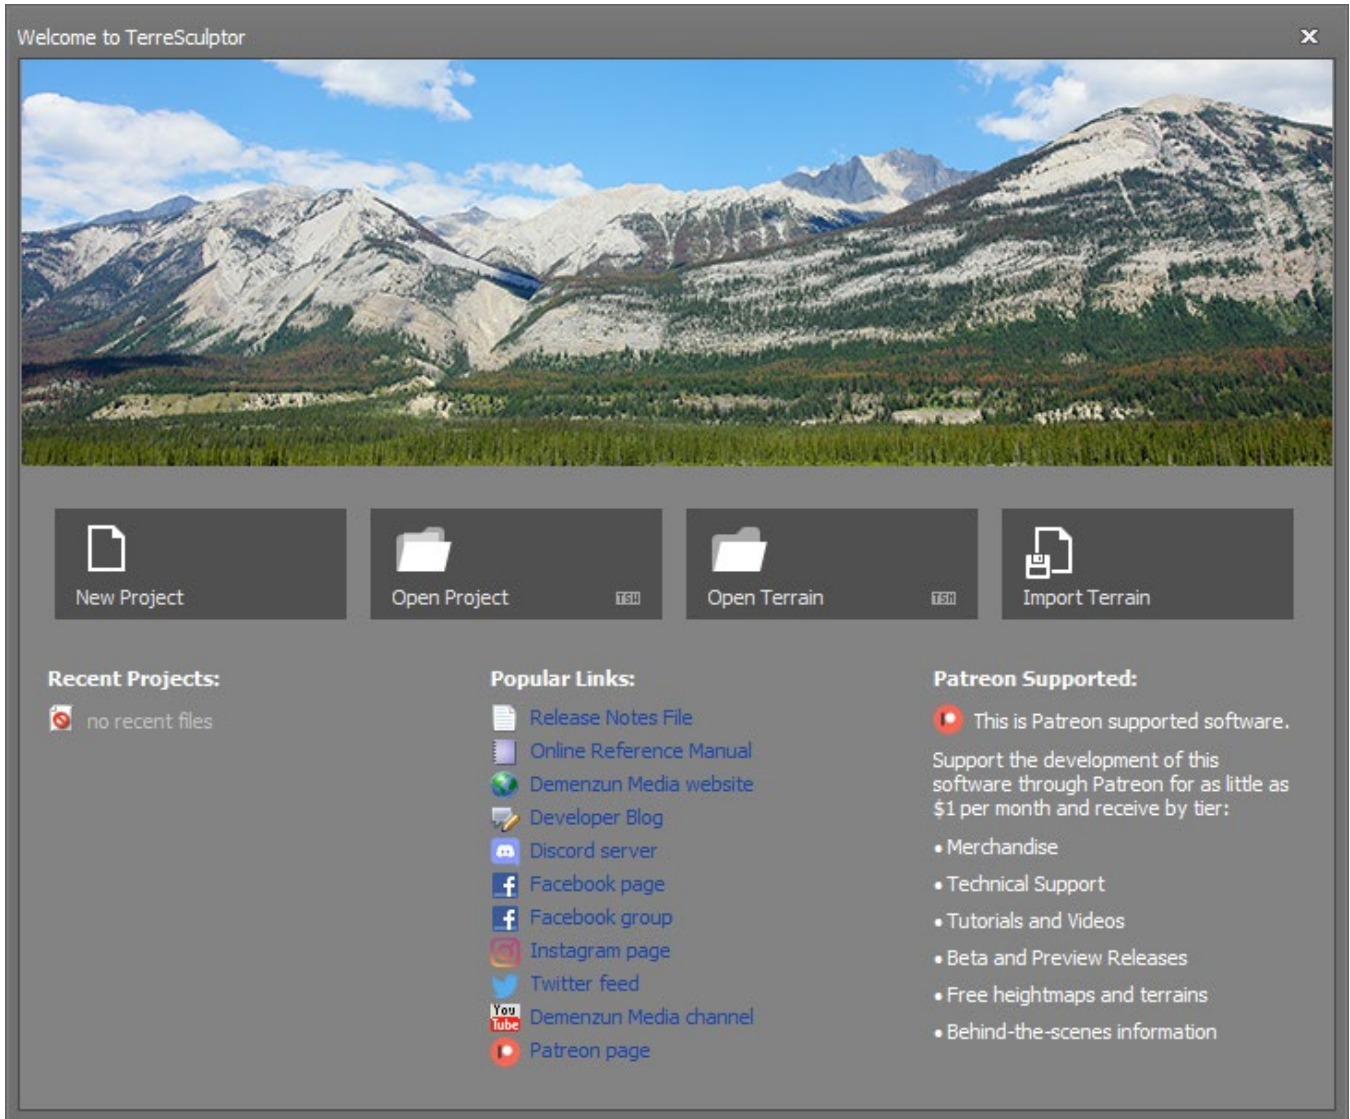 Welcome to TerreSculptor
New Project
Open Project
TSM
Open Terrain
TSM
Import Terrain
Recent Projects:
no recent files
Popular Links:
Release Notes File
Online Reference Manual
Demenzun Media website
Developer Blog
Discord server
Facebook page
Facebook group
Instagram page
Twitter feed
You
Tube
Demenzun Media channel
Patreon page
Patreon Supported:
This is Patreon supported software.
Support the development of this
software through Patreon for as little as
$1 per month and receive by tier:
• Merchandise
• Technical Support
• Tutorials and Videos
• Beta and Preview Releases
• Free heightmaps and terrains
• Behind-the-scenes information